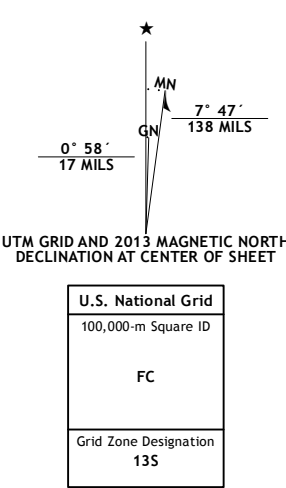 ★
MN
7° 47´
138 MILS
GN
0° 58´
17 MILS
UTM GRID AND 2013 MAGNETIC NORTH
DECLINATION AT CENTER OF SHEET
U.S. National Grid
100,000-m Square ID
FC
Grid Zone Designation
13S